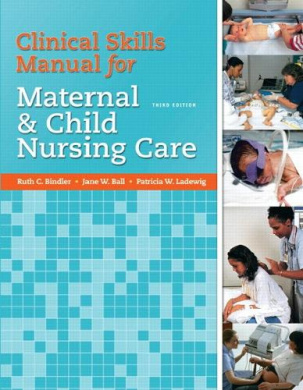 Clinical Skills
Manual for
Maternal THIRD EDITION
& Child
Nursing Care
Ruth C. Bindler • Jane W. Ball • Patricia W. Ladewig